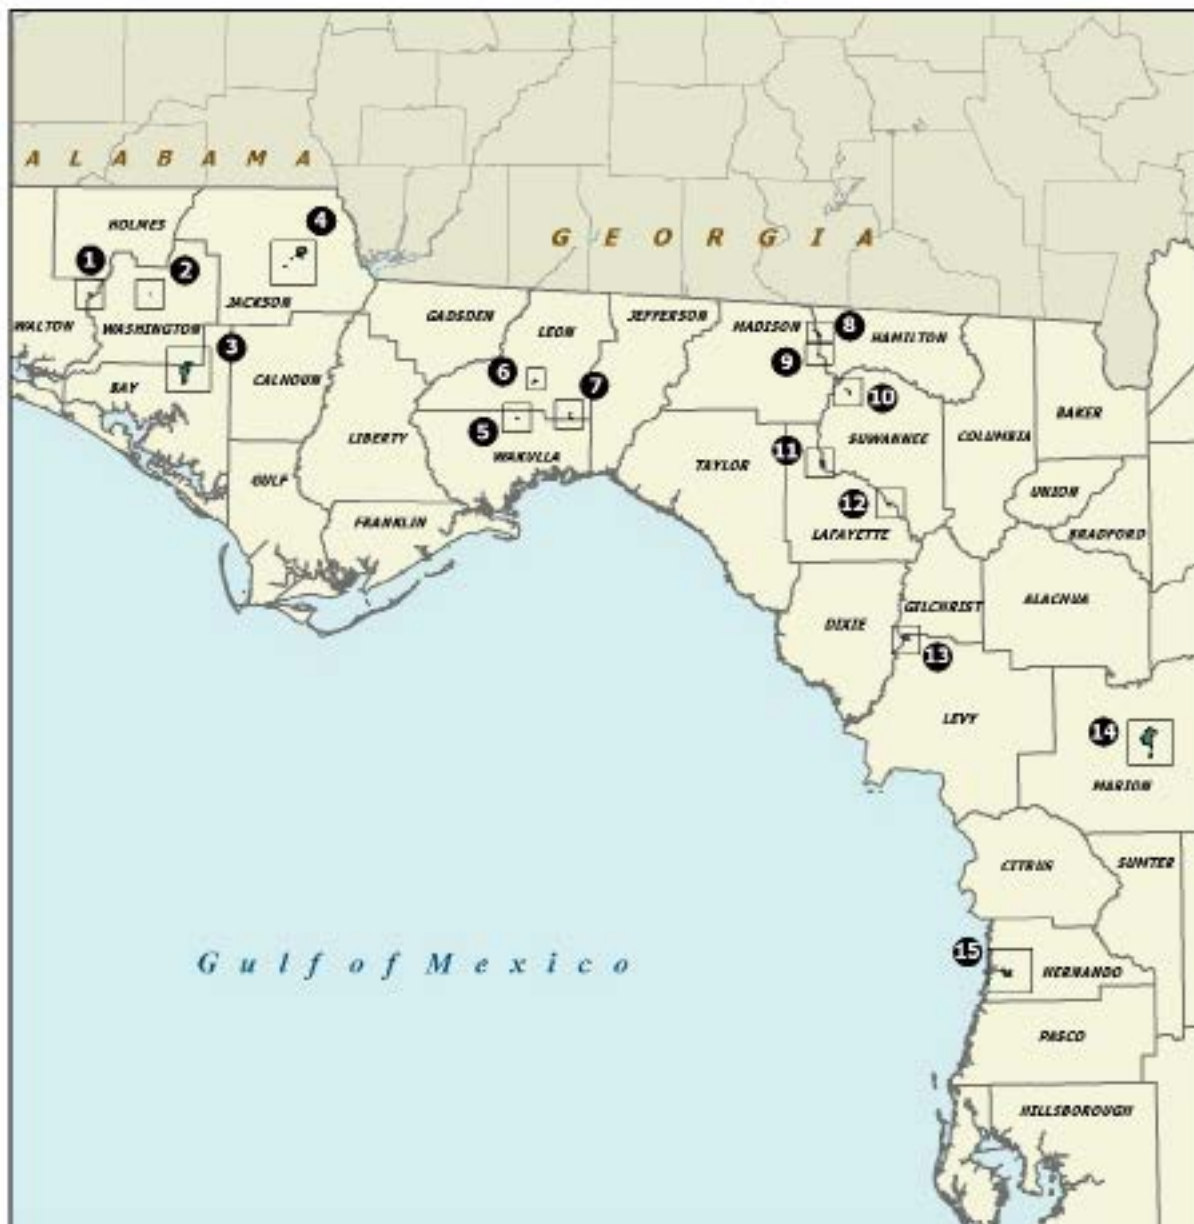 A L A B A M A
G E O R G I A
HOLMES
4
1
2
JACKSON
WALTON
WASHINGTON
3
BAY
CALHOUN
GULF
LIBERTY
FRANKLIN
GADSDEN
LEON
JEFFERSON
6
7
5
WAKULLA
MADISON
8
HAMILTON
9
10
SUWANNEE
COLUMBIA
BAKER
TAYLOR
11
12
LAFAYETTE
UNION
BRADFORD
DIXIE
GILCHRIST
ALACHUA
13
LEVY
14
MARION
CITRUS
SUMTER
15
HERNANDO
PASCO
HILLSBOROUGH
Gulf of Mexico